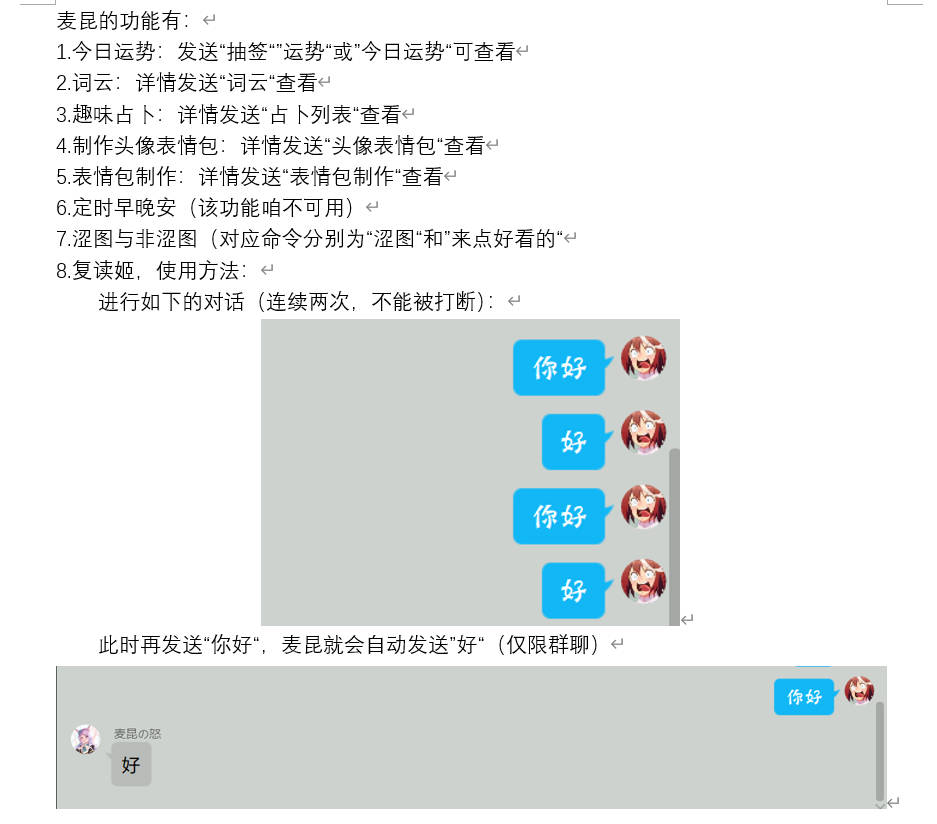 麦昆的功能有：
1.今日运势：发送“抽签“”运势“或”今日运势“可查看
2.词云：详情发送“词云“查看
3.趣味占卜：详情发送“占卜列表“查看
4.制作头像表情包：详情发送“头像表情包“查看
5.表情包制作：详情发送“表情包制作“查看
6.定时早晚安（该功能咱不可用）
7.涩图与非涩图（对应命令分别为“涩图“和”来点好看的“
8.复读姬，使用方法：
进行如下的对话（连续两次，不能被打断）：
你好
好
你好
好
此时再发送“你好“，麦昆就会自动发送”好“（仅限群聊）
你好
麦昆の怒
好